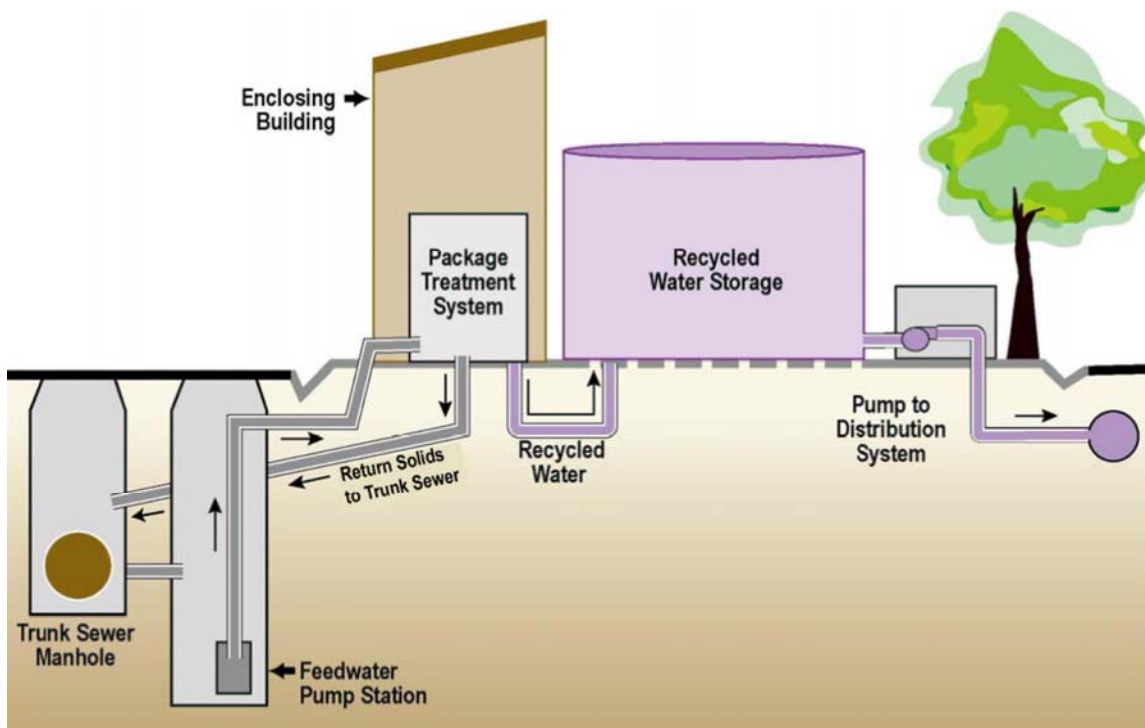 Enclosing
Building
Package
Treatment
System
Recycled
Water Storage
Pump to
Distribution
System
Recycled
Water
Return Solids
to Trunk Sewer
Trunk Sewer
Manhole
Feedwater
Pump Station